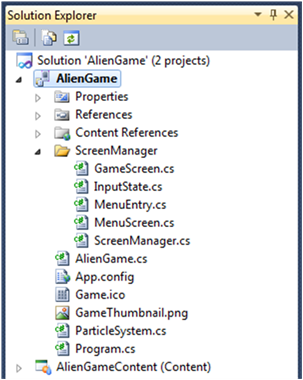 Solution Explorer
Solution 'AlienGame' (2 projects)
AlienGame
Properties
References
Content References
ScreenManager
GameScreen.cs
InputState.cs
MenuEntry.cs
MenuScreen.cs
ScreenManager.cs
AlienGame.cs
App.config
Game.ico
GameThumbnail.png
ParticleSystem.cs
Program.cs
AlienGameContent (Content)